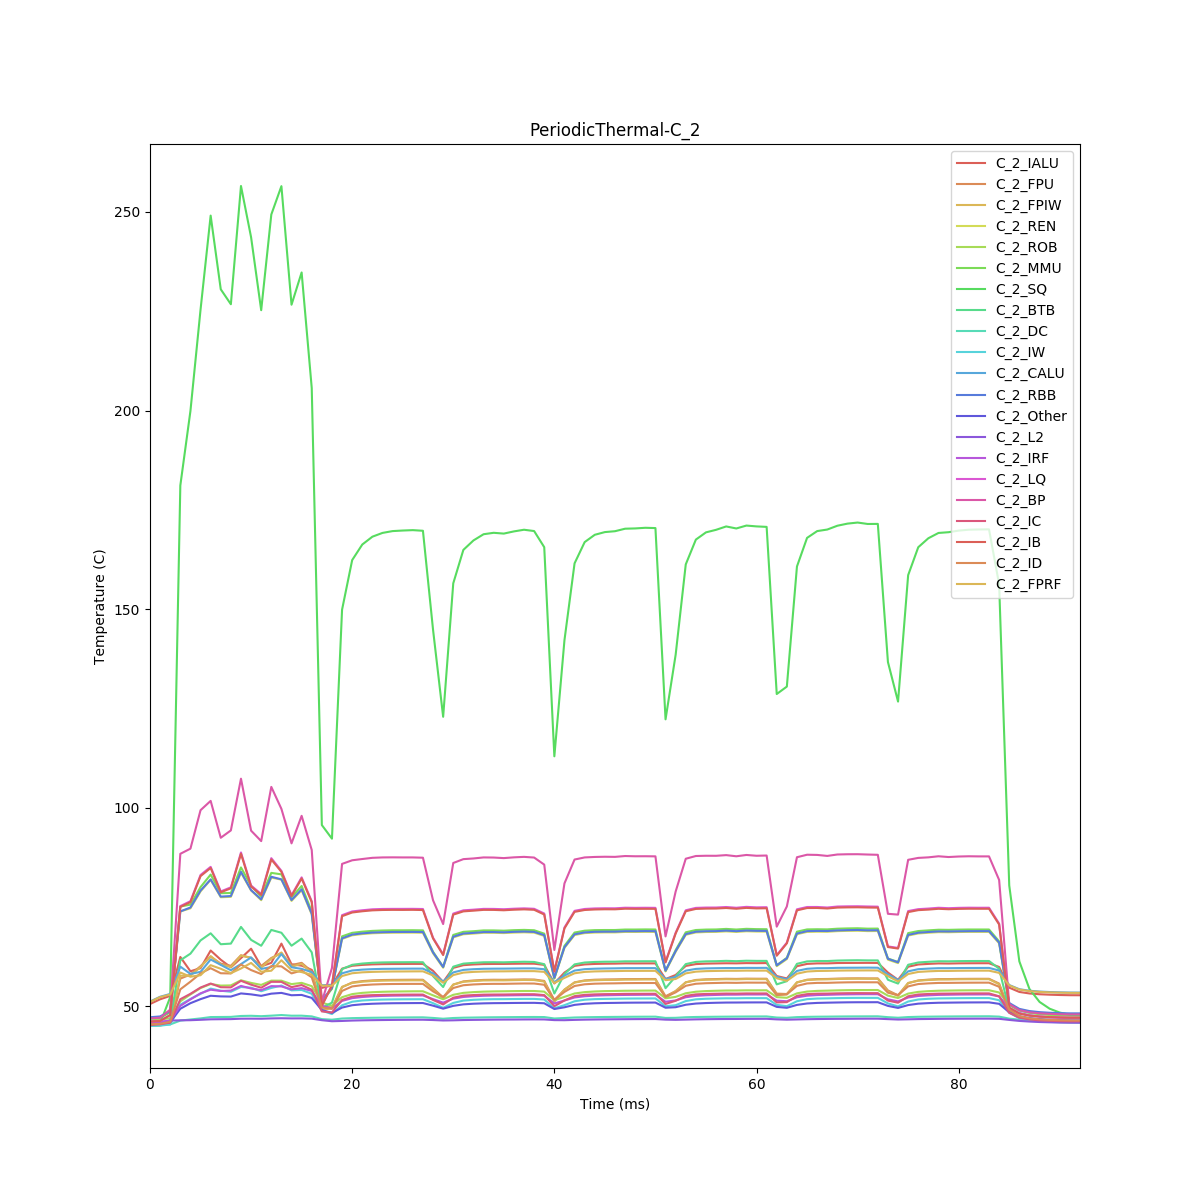 PeriodicThermal-C_2
250
200
150
100
50
Temperature (C)
0
20
40
60
80
Time (ms)
C_2_IALU
C_2_FPU
C_2_FPIW
C_2_REN
C_2_ROB
C_2_MMU
C_2_SQ
C_2_BTB
C_2_DC
C_2_IW
C_2_CALU
C_2_RBB
C_2_Other
C_2_L2
C_2_IRF
C_2_LQ
C_2_BP
C_2_IC
C_2_IB
C_2_ID
C_2_FPRF